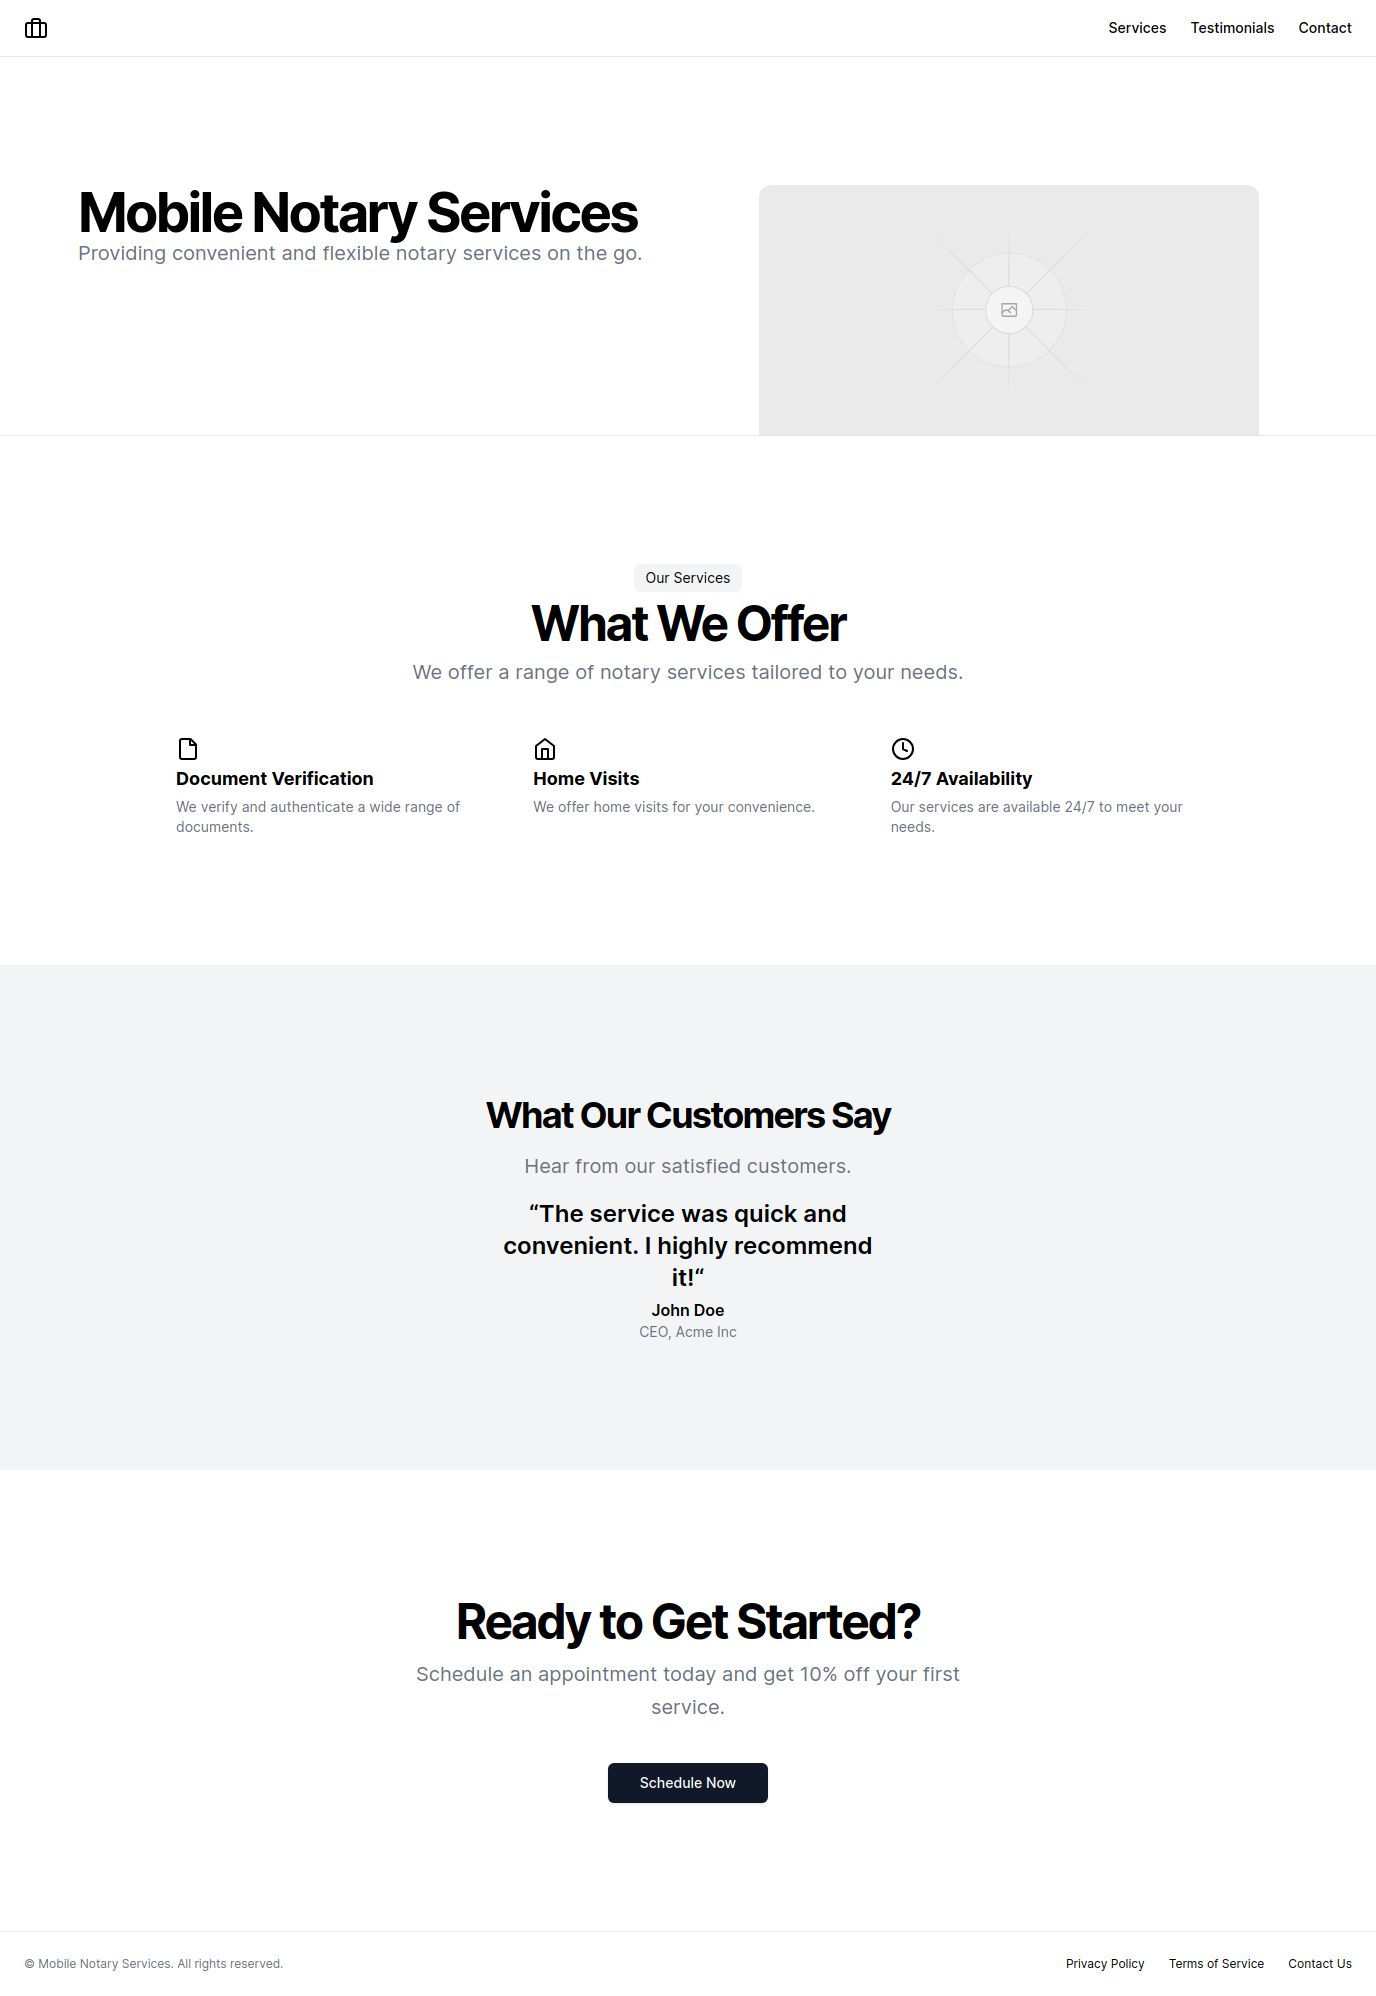 Services
Testimonials
Contact
Mobile Notary Services
Providing convenient and flexible notary services on the go.
Our Services
What We Offer
We offer a range of notary services tailored to your needs.
Document Verification
We verify and authenticate a wide range of
documents.
Home Visits
We offer home visits for your convenience.
24/7 Availability
Our services are available 24/7 to meet your
needs.
What Our Customers Say
Hear from our satisfied customers.
“The service was quick and
convenient. I highly recommend
it!“
John Doe
CEO, Acme Inc
Ready to Get Started?
Schedule an appointment today and get 10% off your first
service.
Schedule Now
© Mobile Notary Services. All rights reserved.
Privacy Policy
Terms of Service
Contact Us